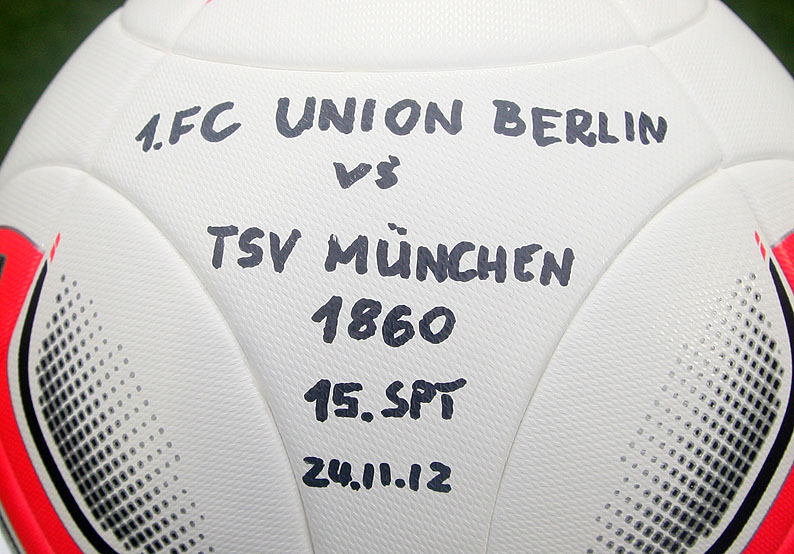 1.FC UNION BERLIN
vs
TSV MÜNCHEN
1860
15.SPT
24.11.12